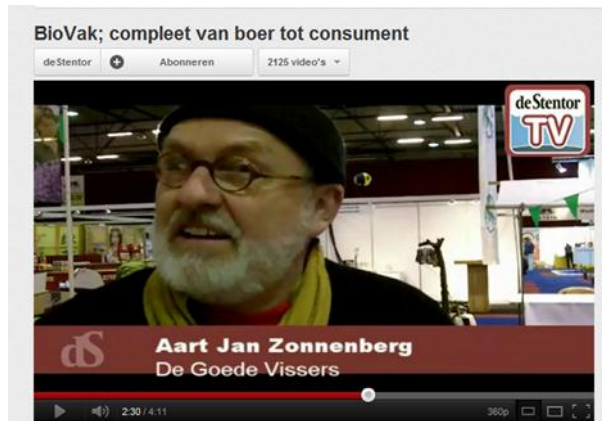 BioVak; compleet van boer tot consument
deStentor Abonneren 2125 video's
deStentor
TV
dS
Aart Jan Zonnenberg
De Goede Vissers
2:30 / 4:11 360p